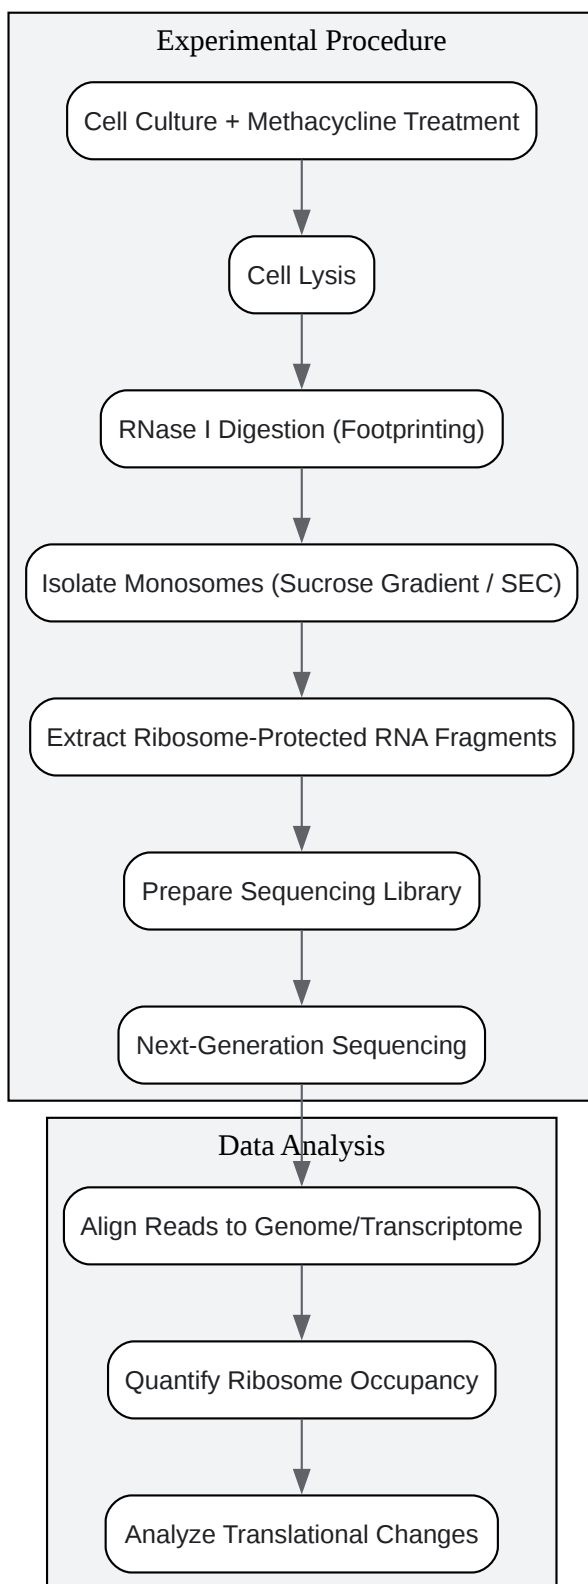 Experimental Procedure
Cell Culture + Methacycline Treatment
Cell Lysis
RNase I Digestion (Footprinting)
Isolate Monosomes (Sucrose Gradient / SEC)
Extract Ribosome-Protected RNA Fragments
Prepare Sequencing Library
Next-Generation Sequencing
Data Analysis
Align Reads to Genome/Transcriptome
Quantify Ribosome Occupancy
Analyze Translational Changes